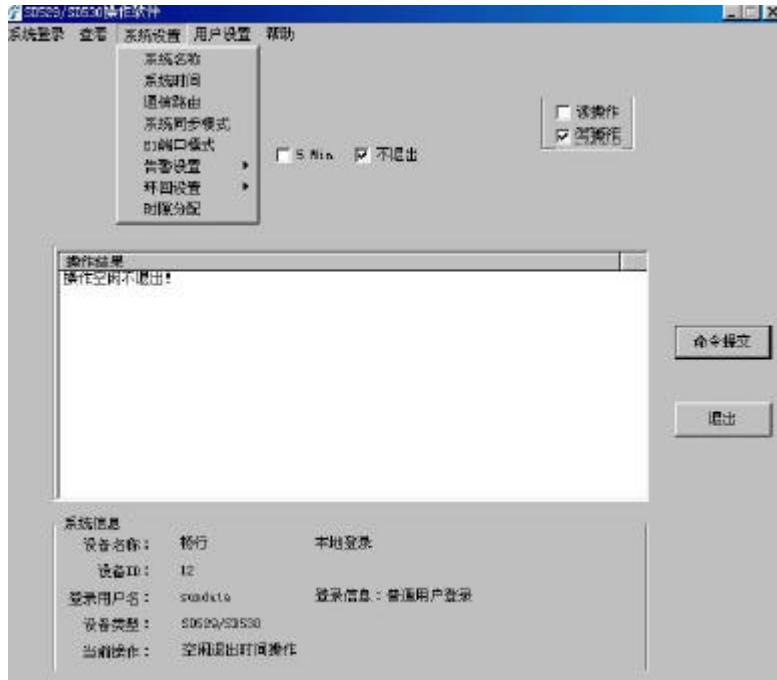 SDS29/SDS30操作软件
系统登录 查看 系统设置 用户设置 帮助
系统名称
系统时间
通信路由
系统同步模式
E1端口模式
告警设置
环回设置
时隙分配
5 Min 不退出
读操作
写操作
操作结果
操作空闲不退出!
命令提交
退出
系统信息
设备名称: 杨行 本地登录
设备ID: 12
登录用户名: sundata 登录信息:普通用户登录
设备类型: SDS29/SDS30
当前操作: 空闲退出时间操作